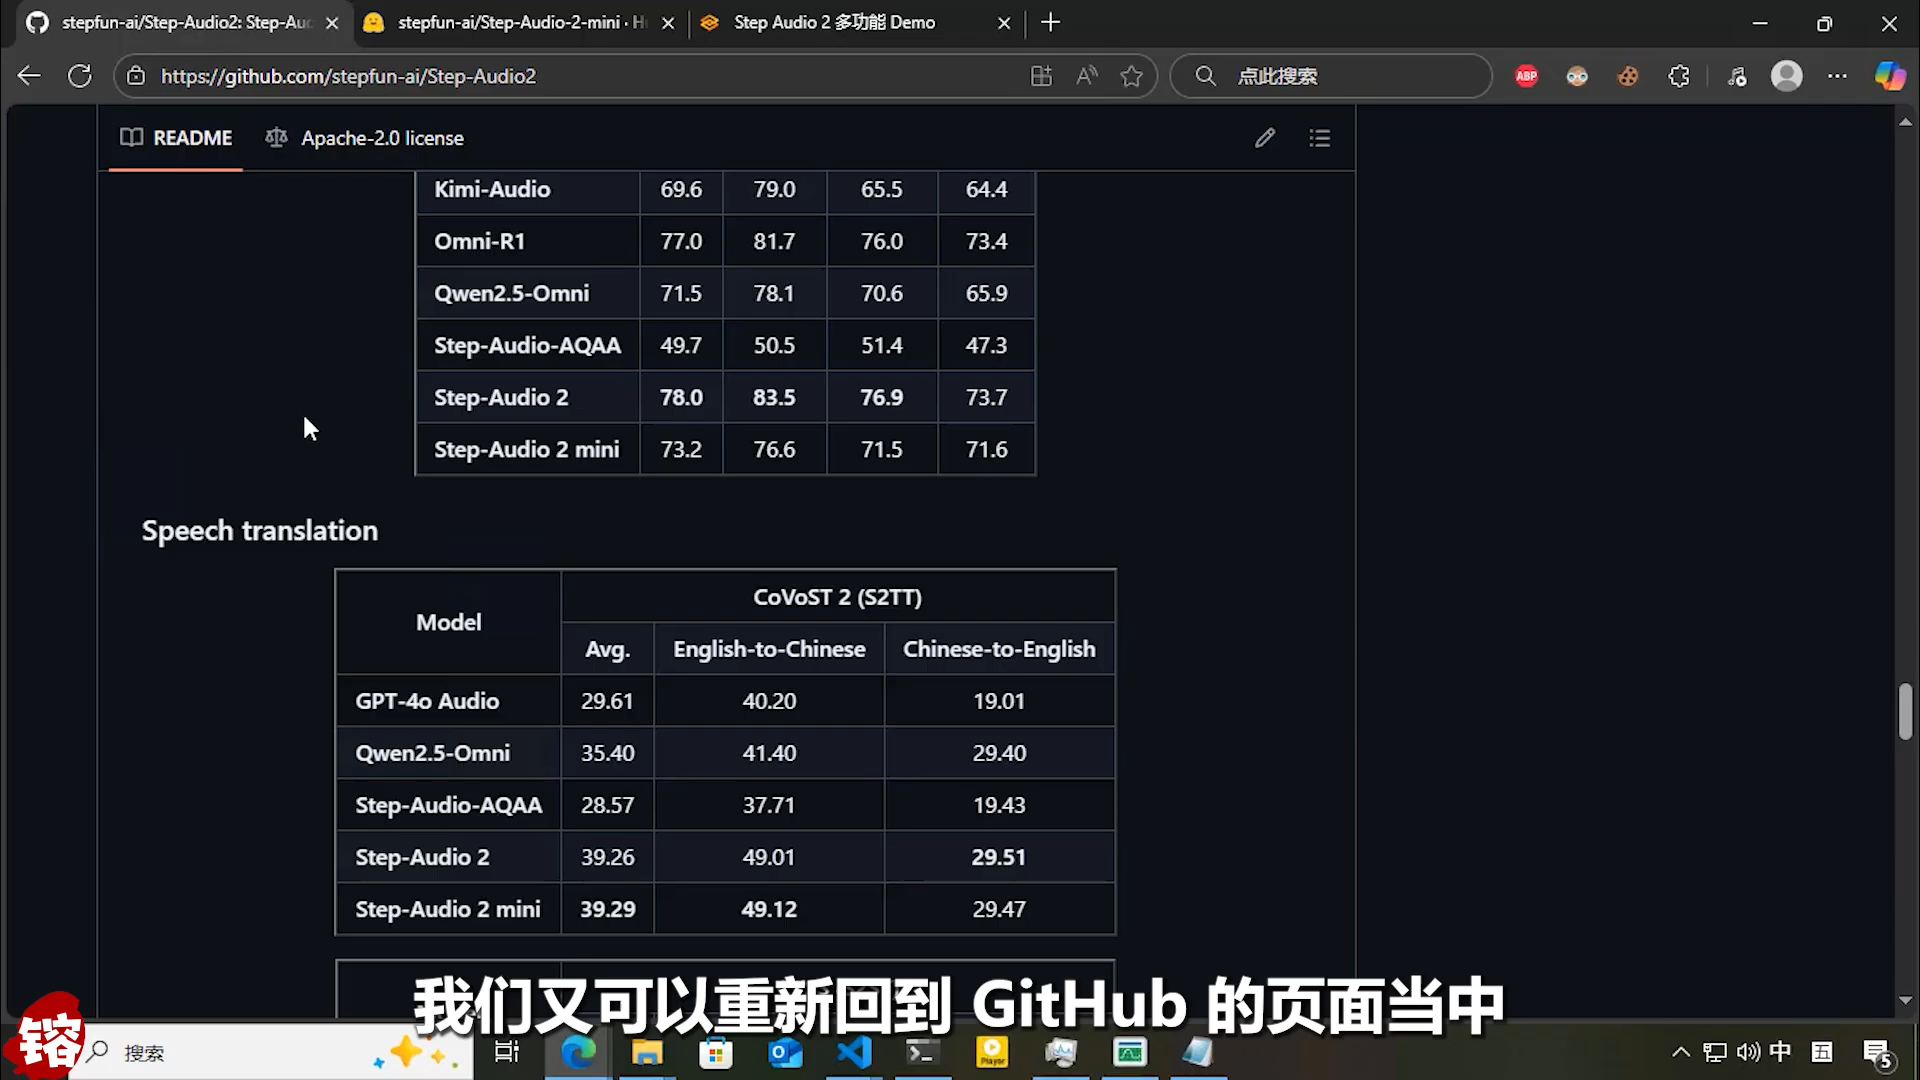 stepfun-ai/Step-Audio2: Step-Auc
stepfun-ai/Step-Audio-2-mini · H
Step Audio 2 多功能 Demo
https://github.com/stepfun-ai/Step-Audio2
点此搜索
ABP
README
Apache-2.0 license
Kimi-Audio 69.6 79.0 65.5 64.4
Omni-R1 77.0 81.7 76.0 73.4
Qwen2.5-Omni 71.5 78.1 70.6 65.9
Step-Audio-AQAA 49.7 50.5 51.4 47.3
Step-Audio 2 78.0 83.5 76.9 73.7
Step-Audio 2 mini 73.2 76.6 71.5 71.6
Speech translation
Model CoVoST 2 (S2TT)
Avg. English-to-Chinese Chinese-to-English
GPT-4o Audio 29.61 40.20 19.01
Qwen2.5-Omni 35.40 41.40 29.40
Step-Audio-AQAA 28.57 37.71 19.43
Step-Audio 2 39.26 49.01 29.51
Step-Audio 2 mini 39.29 49.12 29.47
我们又可以重新回到 GitHub 的页面当中
镕
搜索
Player
中
五
5